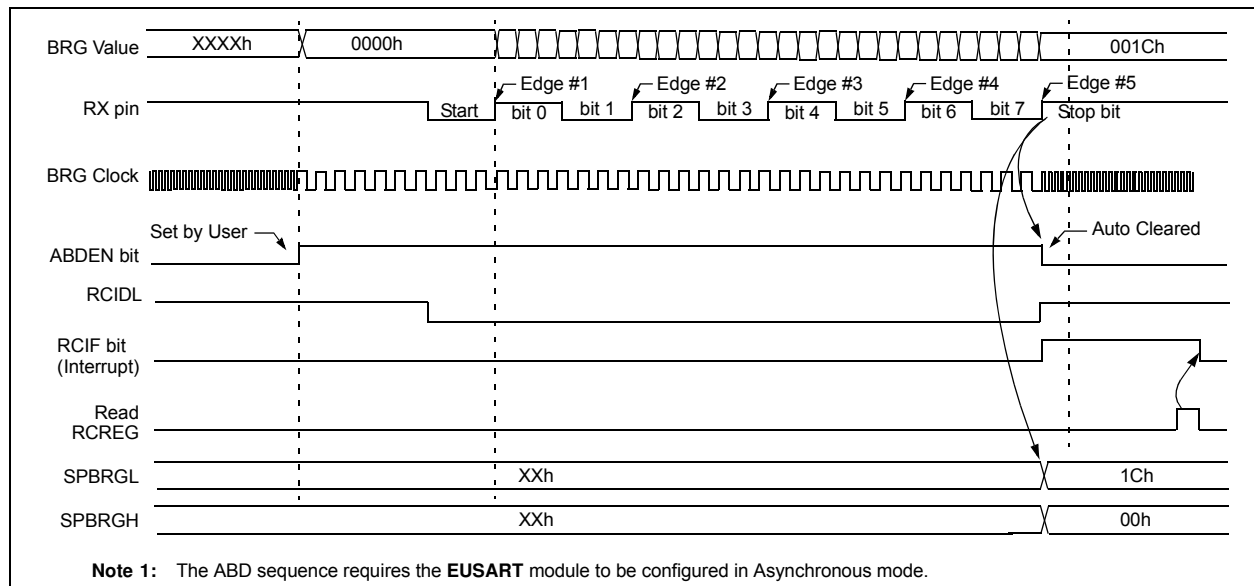 BRG Value XXXXh 0000h 001Ch
Edge #1 Edge #2 Edge #3 Edge #4 Edge #5
RX pin Start bit 0 bit 1 bit 2 bit 3 bit 4 bit 5 bit 6 bit 7 Stop bit
BRG Clock
Set by User Auto Cleared
ABDEN bit
RCIDL
RCIF bit
(Interrupt)
Read
RCREG
SPBRGL XXh 1Ch
SPBRGH XXh 00h
Note 1: The ABD sequence requires the EUSART module to be configured in Asynchronous mode.